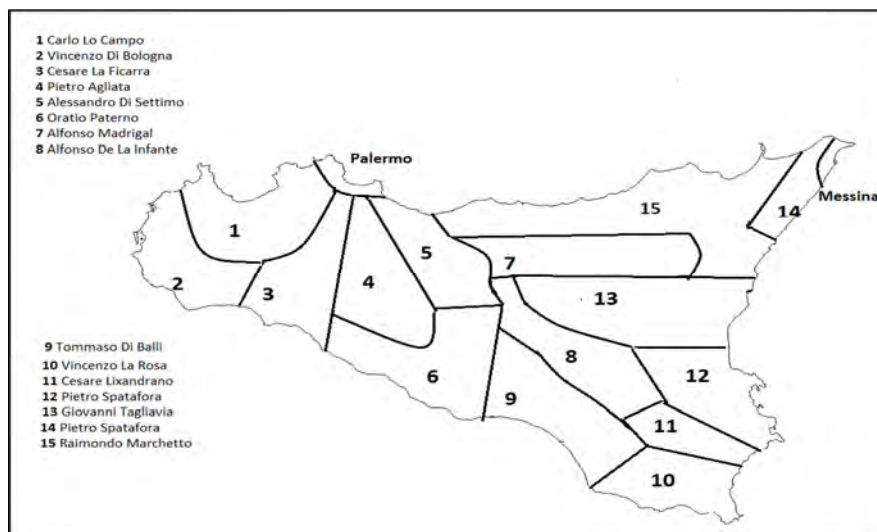 1 Carlo Lo Campo
2 Vincenzo Di Bologna
3 Cesare La Ficarra
4 Pietro Agliata
5 Alessandro Di Settimo
6 Oratio Paterno
7 Alfonso Madrigal
8 Alfonso De La Infante
Palermo
Messina
15
14
1
5
7
2
3
4
13
8
12
6
9
11
10
9 Tommaso Di Balli
10 Vincenzo La Rosa
11 Cesare Lixandrano
12 Pietro Spatafora
13 Giovanni Tagliavia
14 Pietro Spatafora
15 Raimondo Marchetto